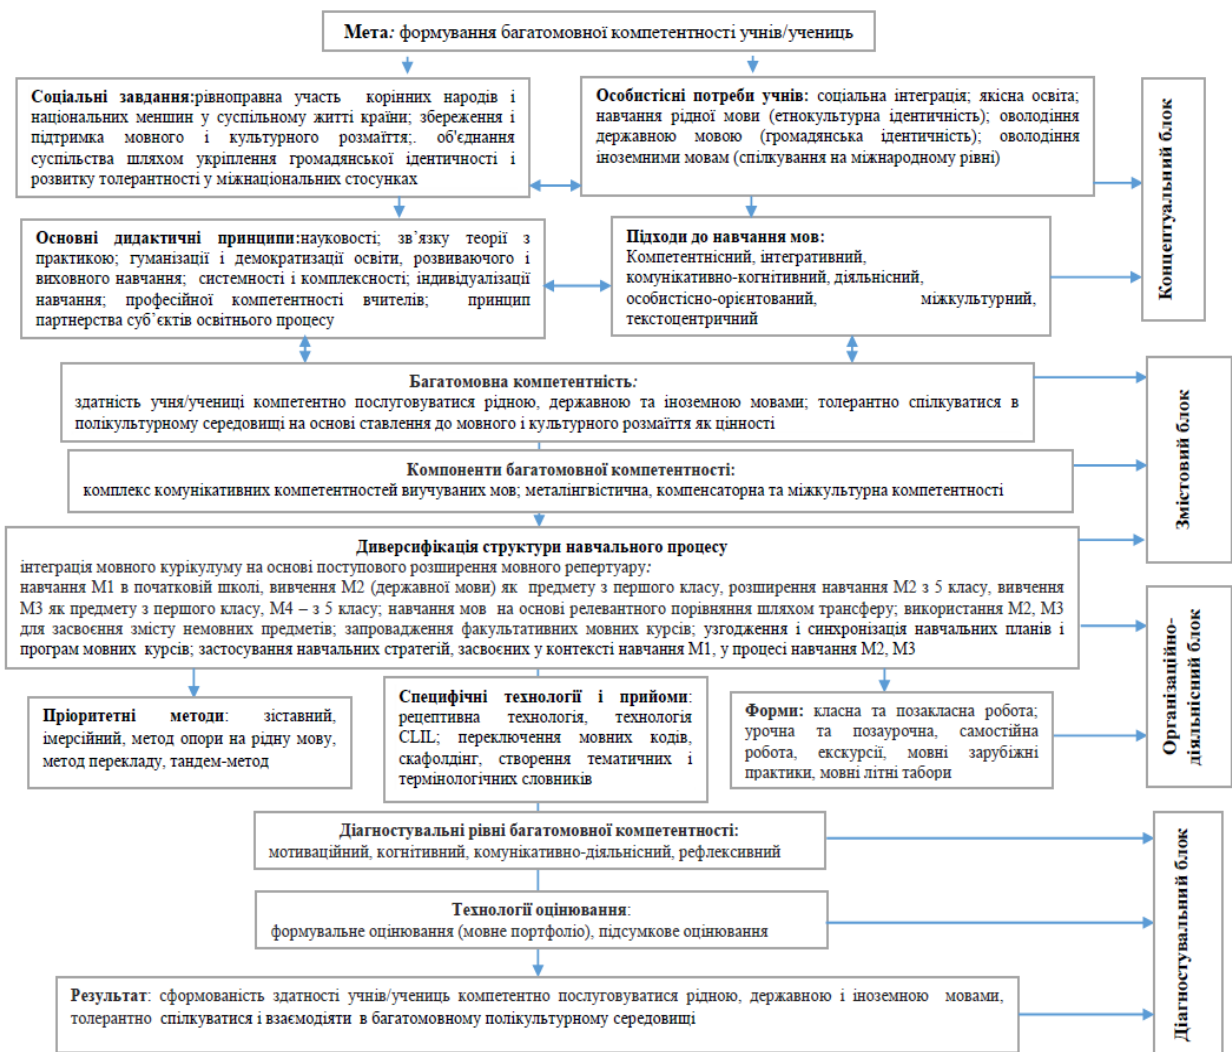 Мета: формування багатомовної компетентності учнів/учениць
Соціальні завдання:рівноправна участь корінних народів і
національних меншин у суспільному житті країни; збереження і
підтримка мовного і культурного розмаїття;. об'єднання
суспільства шляхом укріплення громадянської ідентичності і
розвитку толерантності у міжнаціональних стосунках
Особистісні потреби учнів: соціальна інтеграція; якісна освіта;
навчання рідної мови (етнокультурна ідентичність); оволодіння
державною мовою (громадянська ідентичність); оволодіння
іноземними мовам (спілкування на міжнародному рівні)
Концептуальний блок
Основні дидактичні принципи:науковості; зв’язку теорії з
практикою; гуманізації і демократизації освіти, розвиваючого і
виховного навчання; системності і комплексності; індивідуалізації
навчання; професійної компетентності вчителів; принцип
партнерства суб’єктів освітнього процесу
Підходи до навчання мов:
Компетентнісний, інтегративний,
комунікативно-когнітивний, діяльнісний,
особистісно-орієнтований, міжкультурний,
текстоцентричний
Багатомовна компетентність:
здатність учня/учениці компетентно послуговуватися рідною, державною та іноземною мовами; толерантно спілкуватися в
полікультурному середовищі на основі ставлення до мовного і культурного розмаїття як цінності
Змістовий блок
Компоненти багатомовної компетентності:
комплекс комунікативних компетентностей виучуваних мов; металінгвістична, компенсаторна та міжкультурна компетентності
Диверсифікація структури навчального процесу
інтеграція мовного курікулуму на основі поступового розширення мовного репертуару:
навчання М1 в початковій школі, вивчення М2 (державної мови) як предмету з першого класу, розширення навчання М2 з 5 класу, вивчення
М3 як предмету з першого класу, М4 – з 5 класу; навчання мов на основі релевантного порівняння шляхом трансферу; використання М2, М3
для засвоєння змісту немовних предметів; запровадження факультативних мовних курсів; узгодження і синхронізація навчальних планів і
програм мовних курсів; застосування навчальних стратегій, засвоєних у контексті навчання М1, у процесі навчання М2, М3
Організаційно-
діяльнісний блок
Пріоритетні методи: зіставний,
імерсійний, метод опори на рідну мову,
метод перекладу, тандем-метод
Специфічні технології і прийоми:
рецептивна технологія, технологія
CLIL; переключення мовних кодів,
скафолдінг, створення тематичних і
термінологічних словників
Форми: класна та позакласна робота;
урочна та позаурочна, самостійна
робота, екскурсії, мовні зарубіжні
практики, мовні літні табори
Діагностувальні рівні багатомовної компетентності:
мотиваційний, когнітивний, комунікативно-діяльнісний, рефлексивний
Діагностувальний блок
Технології оцінювання:
формувальне оцінювання (мовне портфоліо), підсумкове оцінювання
Результат: сформованість здатності учнів/учениць компетентно послуговуватися рідною, державною і іноземною мовами,
толерантно спілкуватися і взаємодіяти в багатомовному полікультурному середовищі